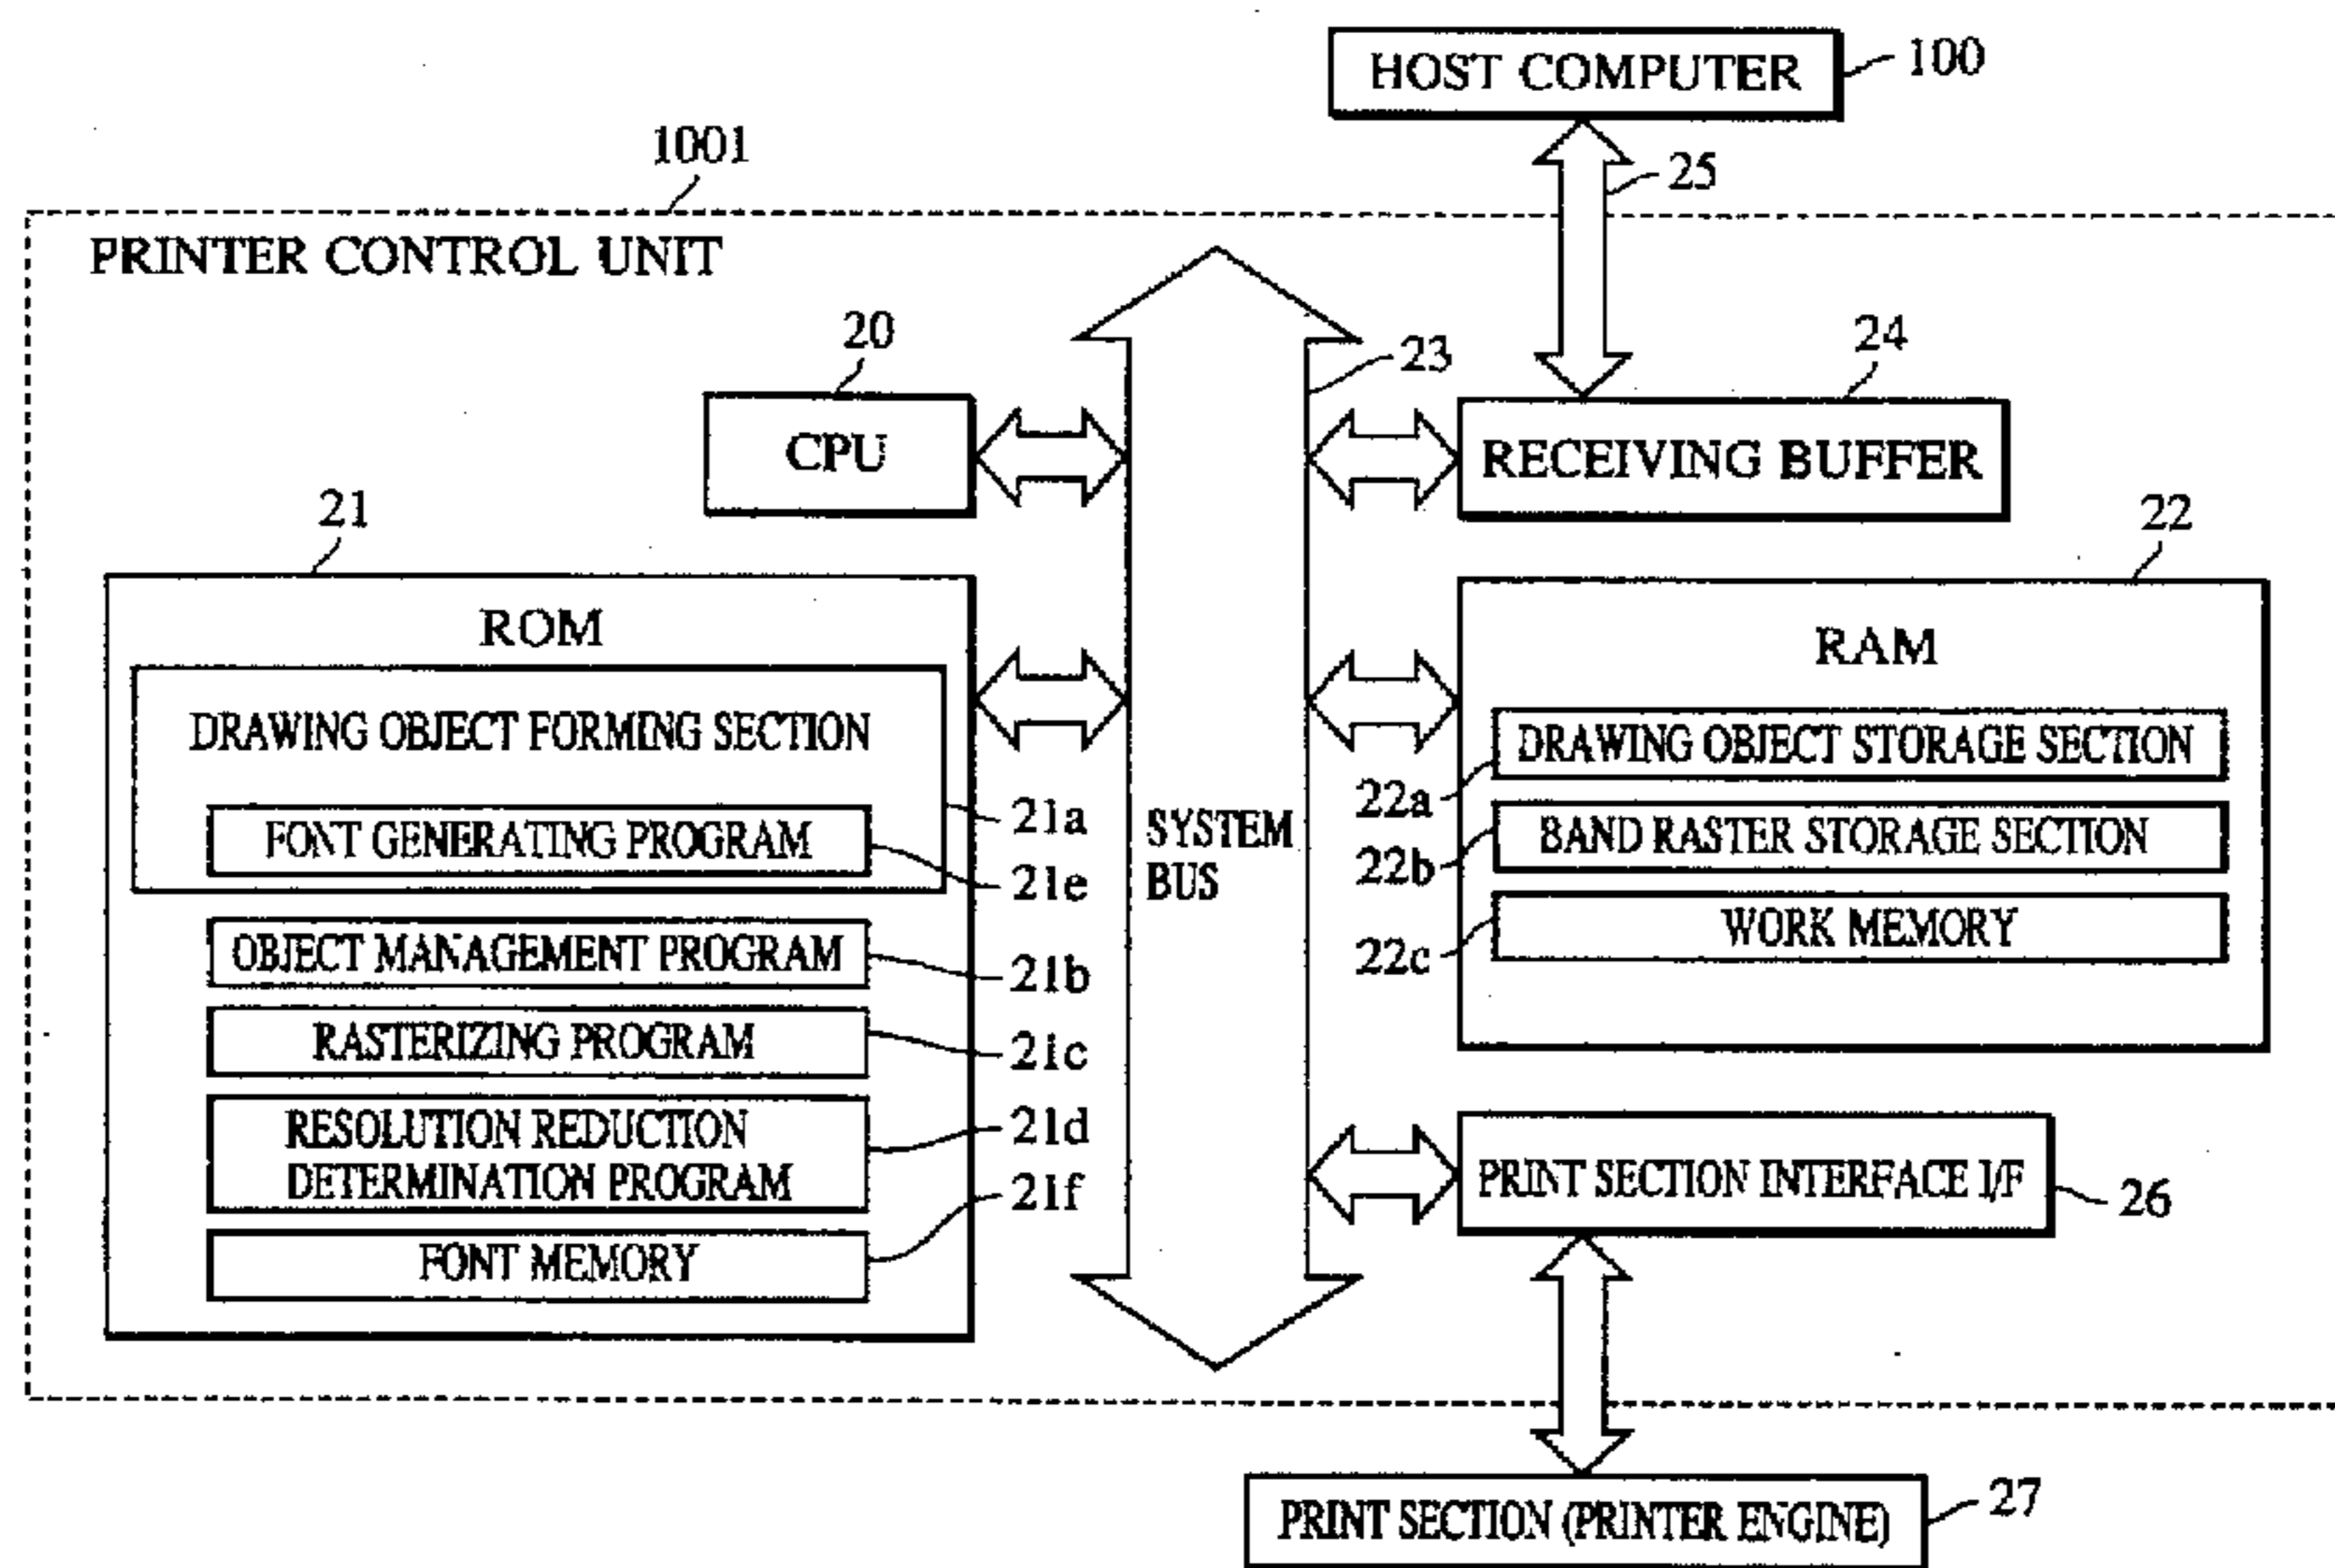 HOST COMPUTER
100
1001
25
PRINTER CONTROL UNIT
20
23
24
CPU
RECEIVING BUFFER
21
22
ROM
RAM
DRAWING OBJECT FORMING SECTION
DRAWING OBJECT STORAGE SECTION
22a
FONT GENERATING PROGRAM
21a
SYSTEM
BUS
BAND RASTER STORAGE SECTION
22b
21e
WORK MEMORY
22c
OBJECT MANAGEMENT PROGRAM
21b
RASTERIZING PROGRAM
21c
RESOLUTION REDUCTION
DETERMINATION PROGRAM
21d
PRINT SECTION INTERFACE I/F
26
21f
FONT MEMORY
PRINT SECTION (PRINTER ENGINE)
27